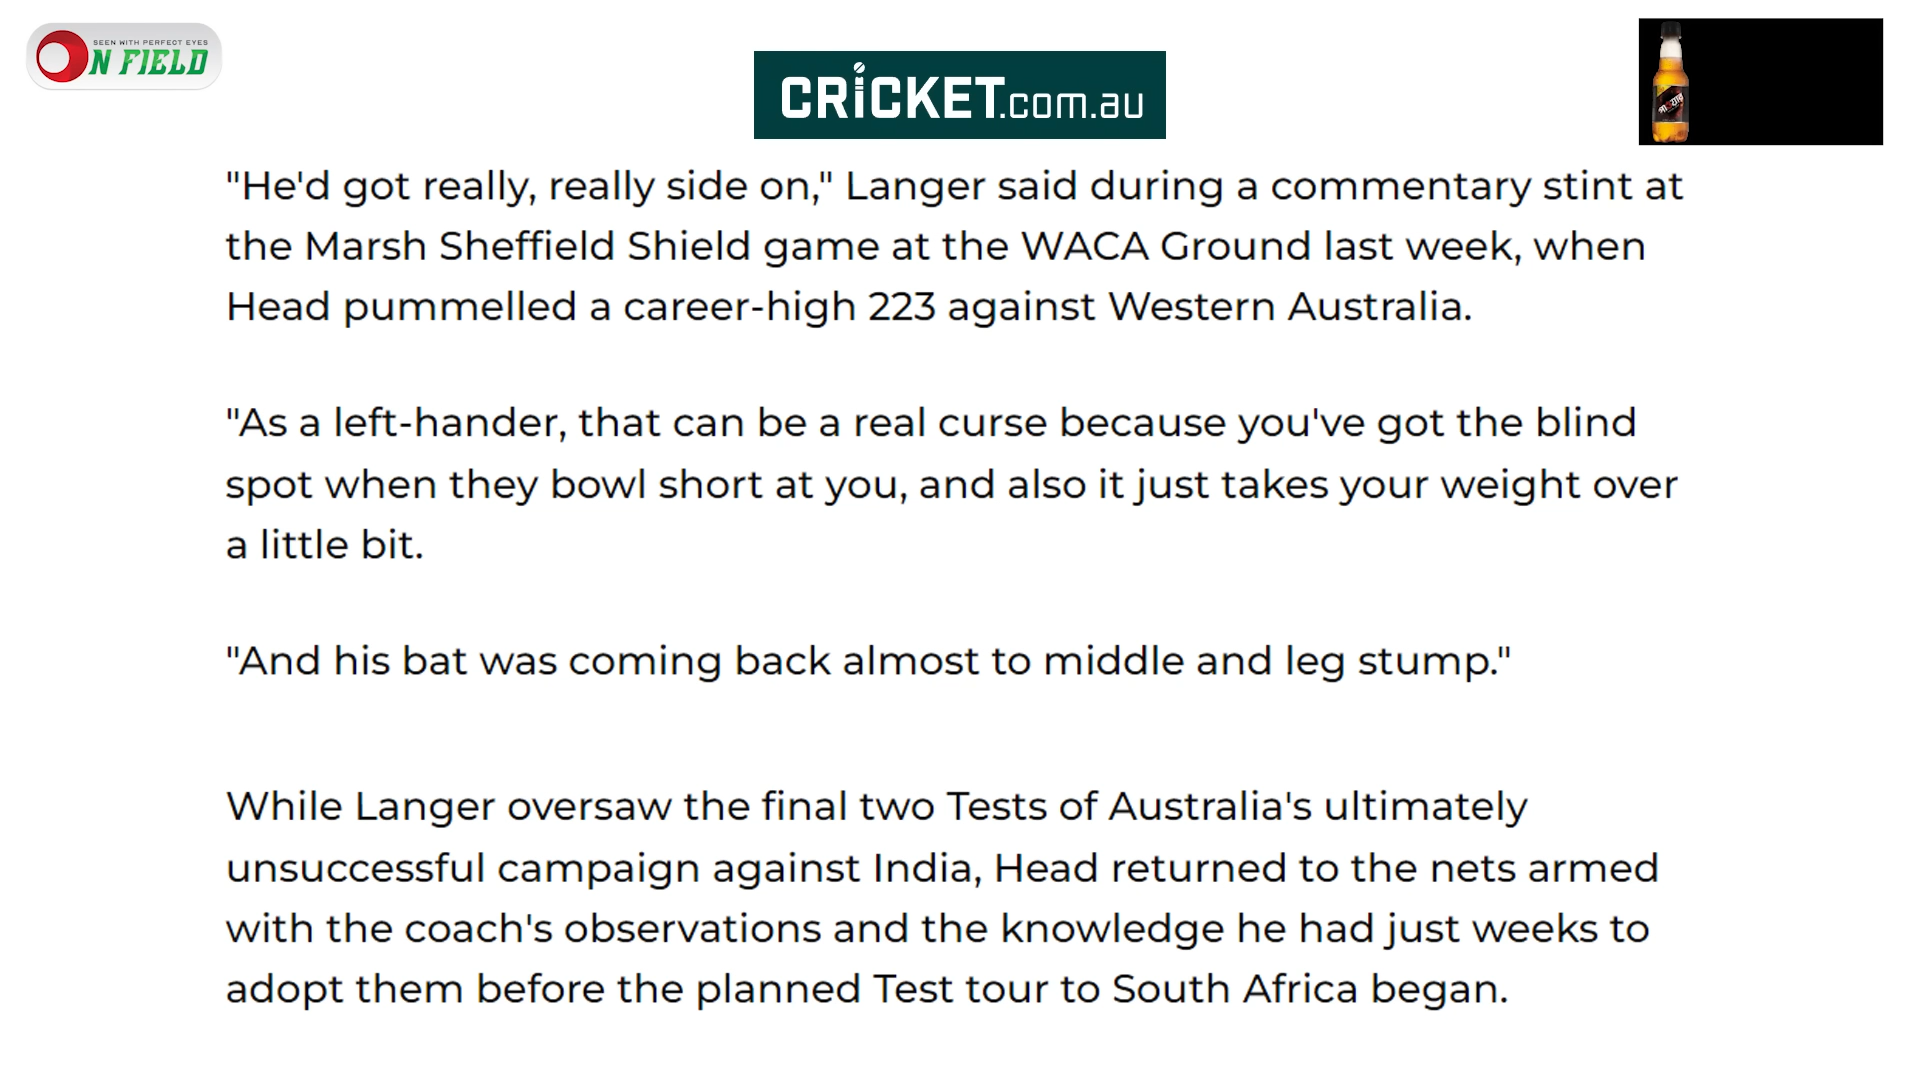 SEEN WITH PERFECT EYES
ON FIELD
CRICKET.com.au
"He'd got really, really side on," Langer said during a commentary stint at
the Marsh Sheffield Shield game at the WACA Ground last week, when
Head pummelled a career-high 223 against Western Australia.
"As a left-hander, that can be a real curse because you've got the blind
spot when they bowl short at you, and also it just takes your weight over
a little bit.
"And his bat was coming back almost to middle and leg stump."
While Langer oversaw the final two Tests of Australia's ultimately
unsuccessful campaign against India, Head returned to the nets armed
with the coach's observations and the knowledge he had just weeks to
adopt them before the planned Test tour to South Africa began.